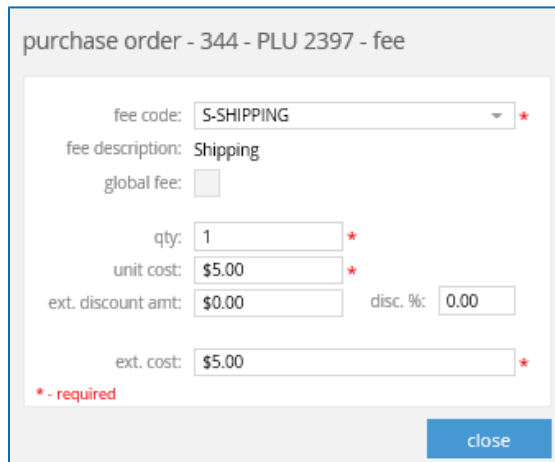 purchase order - 344 - PLU 2397 - fee
fee code: S-SHIPPING *
fee description: Shipping
global fee:
qty: 1 *
unit cost: $5.00 *
ext. discount amt: $0.00 disc. %: 0.00
ext. cost: $5.00 *
* - required
close